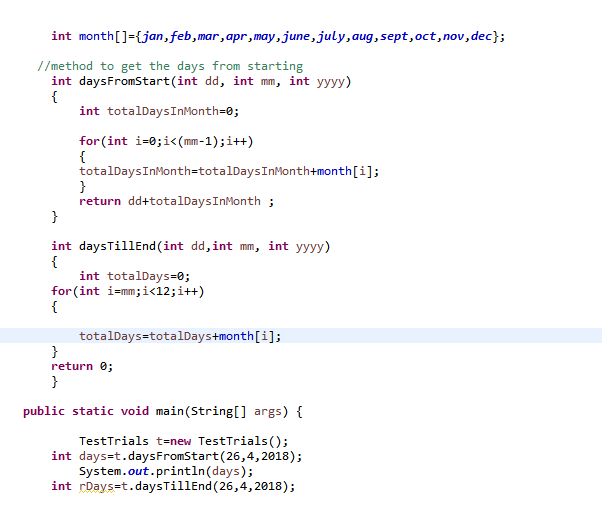 int month[]={jan,feb,mar,apr,may,june,july,aug,sept,oct,nov,dec};
//method to get the days from starting
int daysFromStart(int dd, int mm, int yyyy)
{
int totalDaysInMonth=0;
for(int i=0;i<(mm-1);i++)
{
totalDaysInMonth=totalDaysInMonth+month[i];
}
return dd+totalDaysInMonth ;
}
int daysTillEnd(int dd,int mm, int yyyy)
{
int totalDays=0;
for(int i=mm;i<12;i++)
{
totalDays=totalDays+month[i];
}
return 0;
}
public static void main(String[] args) {
TestTrials t=new TestTrials();
int days=t.daysFromStart(26,4,2018);
System.out.println(days);
int rDays=t.daysTillEnd(26,4,2018);